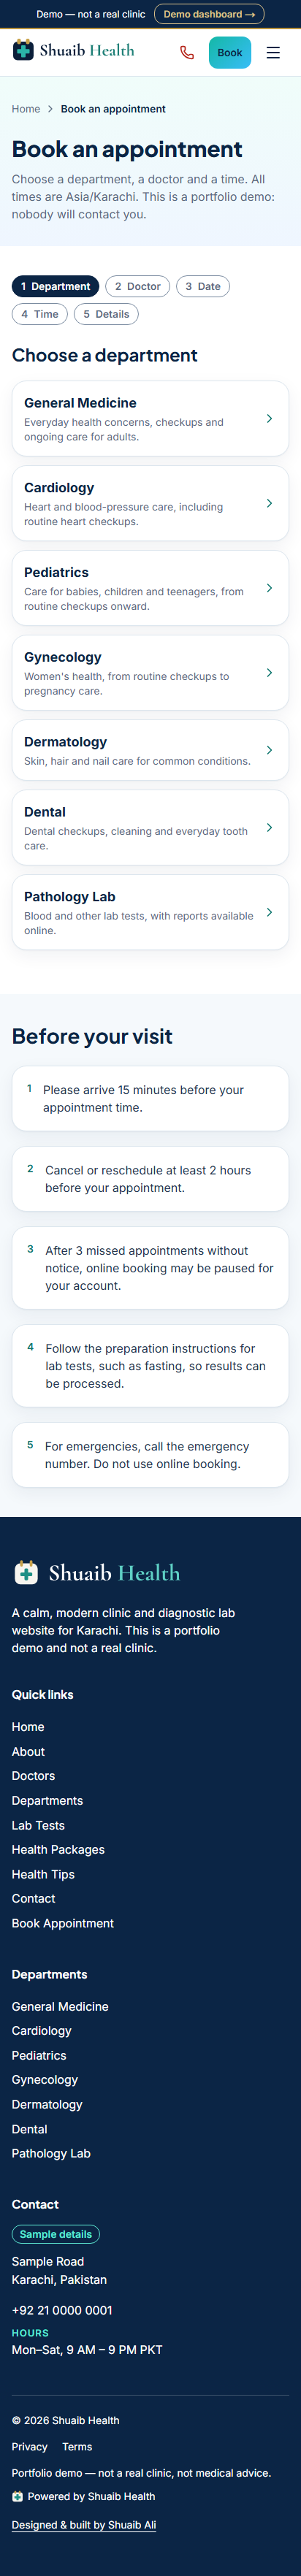 Demo — not a real clinic Demo dashboard →
Shuaib Health Book
Home > Book an appointment
Book an appointment
Choose a department, a doctor and a time. All
times are Asia/Karachi. This is a portfolio demo:
nobody will contact you.
1 Department 2 Doctor 3 Date
4 Time 5 Details
Choose a department
General Medicine
Everyday health concerns, checkups and
ongoing care for adults.
Cardiology
Heart and blood-pressure care, including
routine heart checkups.
Pediatrics
Care for babies, children and teenagers, from
routine checkups onward.
Gynecology
Women's health, from routine checkups to
pregnancy care.
Dermatology
Skin, hair and nail care for common conditions.
Dental
Dental checkups, cleaning and everyday tooth
care.
Pathology Lab
Blood and other lab tests, with reports available
online.
Before your visit
1 Please arrive 15 minutes before your
appointment time.
2 Cancel or reschedule at least 2 hours
before your appointment.
3 After 3 missed appointments without
notice, online booking may be paused for
your account.
4 Follow the preparation instructions for
lab tests, such as fasting, so results can
be processed.
5 For emergencies, call the emergency
number. Do not use online booking.
Shuaib Health
A calm, modern clinic and diagnostic lab
website for Karachi. This is a portfolio
demo and not a real clinic.
Quick links
Home
About
Doctors
Departments
Lab Tests
Health Packages
Health Tips
Contact
Book Appointment
Departments
General Medicine
Cardiology
Pediatrics
Gynecology
Dermatology
Dental
Pathology Lab
Contact
Sample details
Sample Road
Karachi, Pakistan
+92 21 0000 0001
HOURS
Mon–Sat, 9 AM – 9 PM PKT
© 2026 Shuaib Health
Privacy Terms
Portfolio demo — not a real clinic, not medical advice.
Powered by Shuaib Health
Designed & built by Shuaib Ali